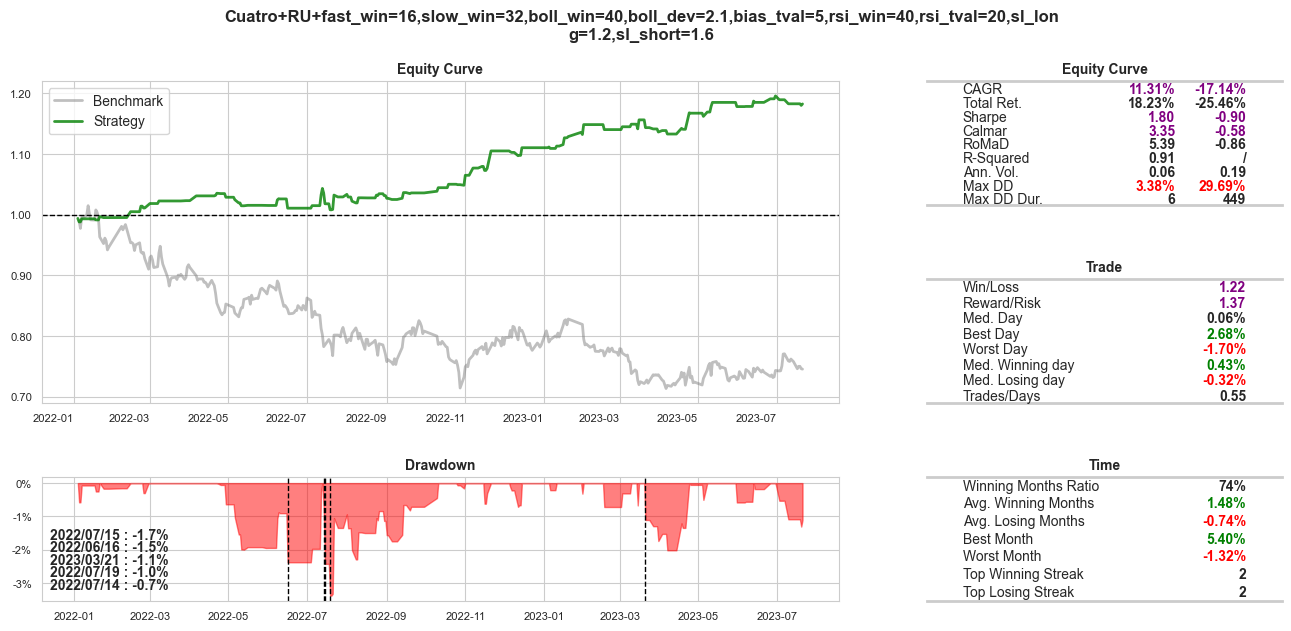 Cuatro+RU+fast_win=16,slow_win=32,boll_win=40,boll_dev=2.1,bias_tval=5,rsi_win=40,rsi_tval=20,sl_lon
g=1.2,sl_short=1.6
Equity Curve
1.20
1.10
1.00
0.90
0.80
0.70
Benchmark
Strategy
2022-01 2022-03 2022-05 2022-07 2022-09 2022-11 2023-01 2023-03 2023-05 2023-07
Equity Curve
CAGR 11.31% -17.14%
Total Ret. 18.23% -25.46%
Sharpe 1.80 -0.90
Calmar 3.35 -0.58
RoMaD 5.39 -0.86
R-Squared 0.91 /
Ann. Vol. 0.06 0.19
Max DD 3.38% 29.69%
Max DD Dur. 6 449
Trade
Win/Loss 1.22
Reward/Risk 1.37
Med. Day 0.06%
Best Day 2.68%
Worst Day -1.70%
Med. Winning day 0.43%
Med. Losing day -0.32%
Trades/Days 0.55
Drawdown
0%
-1%
-2%
-3%
2022/07/15 : -1.7%
2022/06/16 : -1.5%
2023/03/21 : -1.1%
2022/07/19 : -1.0%
2022/07/14 : -0.7%
2022-01 2022-03 2022-05 2022-07 2022-09 2022-11 2023-01 2023-03 2023-05 2023-07
Time
Winning Months Ratio 74%
Avg. Winning Months 1.48%
Avg. Losing Months -0.74%
Best Month 5.40%
Worst Month -1.32%
Top Winning Streak 2
Top Losing Streak 2